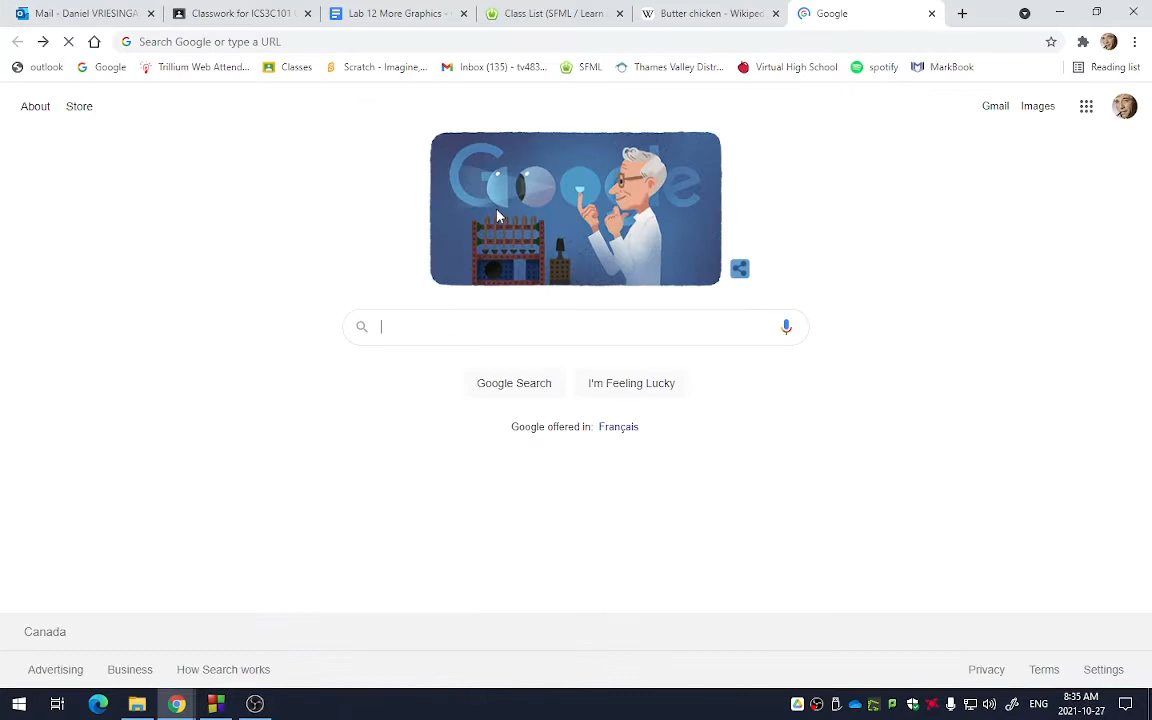 Mail - Daniel VRIESINGA
Classwork for ICS3C101
Lab 12 More Graphics -
Class List (SFML / Learn
Butter chicken - Wikiped
Google
Search Google or type a URL
outlook
Google
Trillium Web Attend...
Classes
Scratch - Imagine,...
Inbox (135) - tv483...
SFML
Thames Valley Distr...
Virtual High School
spotify
MarkBook
Reading list
About
Store
Gmail
Images
Google
Google Search
I'm Feeling Lucky
Google offered in: Français
Canada
Advertising
Business
How Search works
Privacy
Terms
Settings
ENG
8:35 AM
2021-10-27